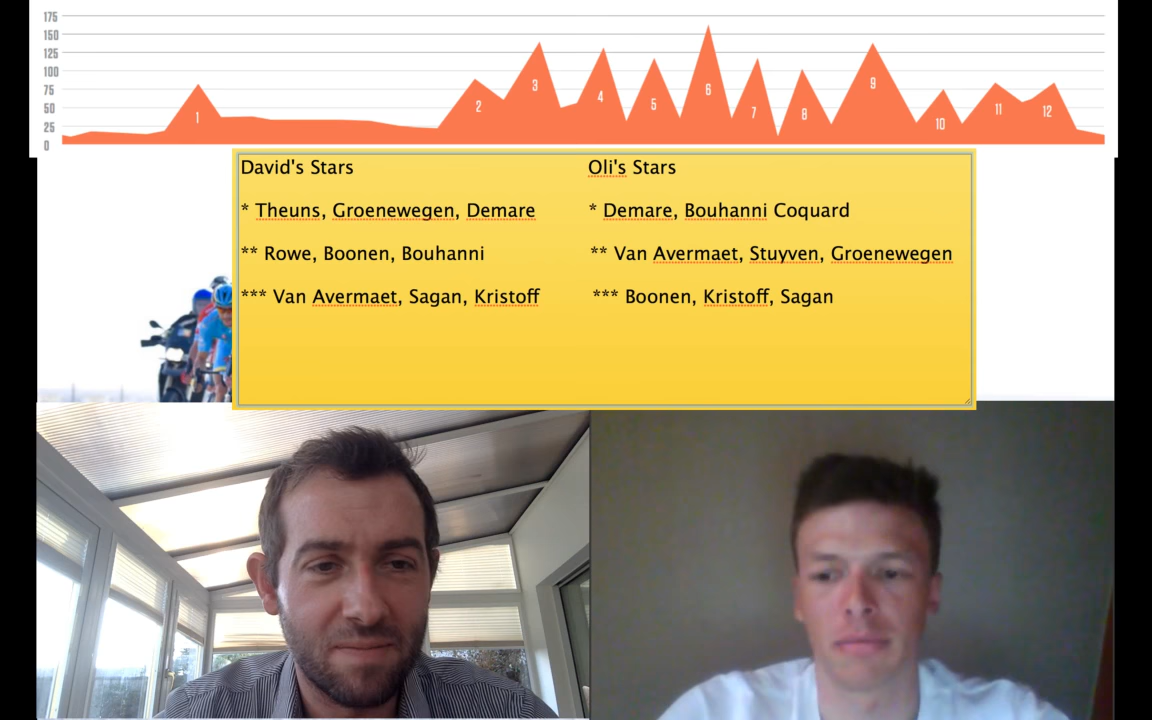 175
150
125
100
75
50
25
0
1 2 3 4 5 6 7 8 9 10 11 12
David's Stars Oli's Stars
* Theuns, Groenewegen, Demare * Demare, Bouhanni Coquard
** Rowe, Boonen, Bouhanni ** Van Avermaet, Stuyven, Groenewegen
*** Van Avermaet, Sagan, Kristoff *** Boonen, Kristoff, Sagan